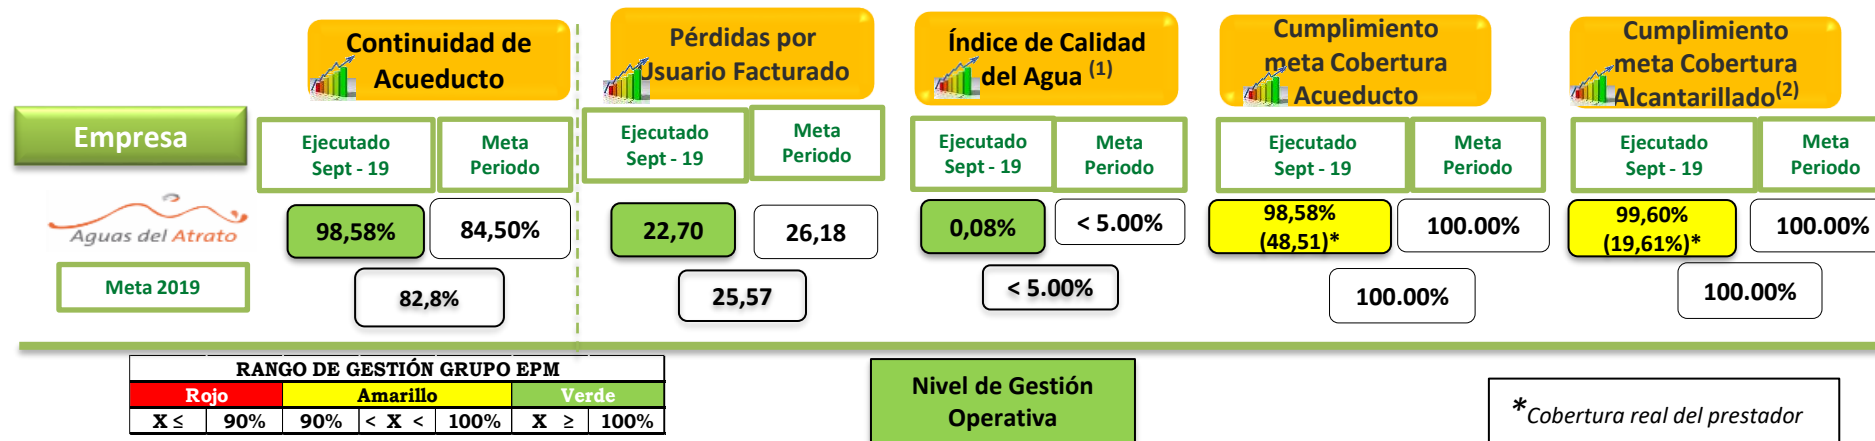 Continuidad de
Acueducto
Pérdidas por
Usuario Facturado
Índice de Calidad
del Agua (1)
Cumplimiento
meta Cobertura
Acueducto
Cumplimiento
meta Cobertura
Alcantarillado(2)
Empresa
Ejecutado
Sept - 19
Meta
Periodo
Ejecutado
Sept - 19
Meta
Periodo
Ejecutado
Sept - 19
Meta
Periodo
Ejecutado
Sept - 19
Meta
Periodo
Ejecutado
Sept - 19
Meta
Periodo
Aguas del Atrato
98,58%
84,50%
22,70
26,18
0,08%
< 5.00%
98,58%
(48,51)*
100.00%
99,60%
(19,61%)*
100.00%
Meta 2019
82,8%
25,57
< 5.00%
100.00%
100.00%
RANGO DE GESTIÓN GRUPO EPM
Rojo Amarillo Verde
X ≤ 90% 90% < X < 100% X ≥ 100%
Nivel de Gestión
Operativa
*Cobertura real del prestador